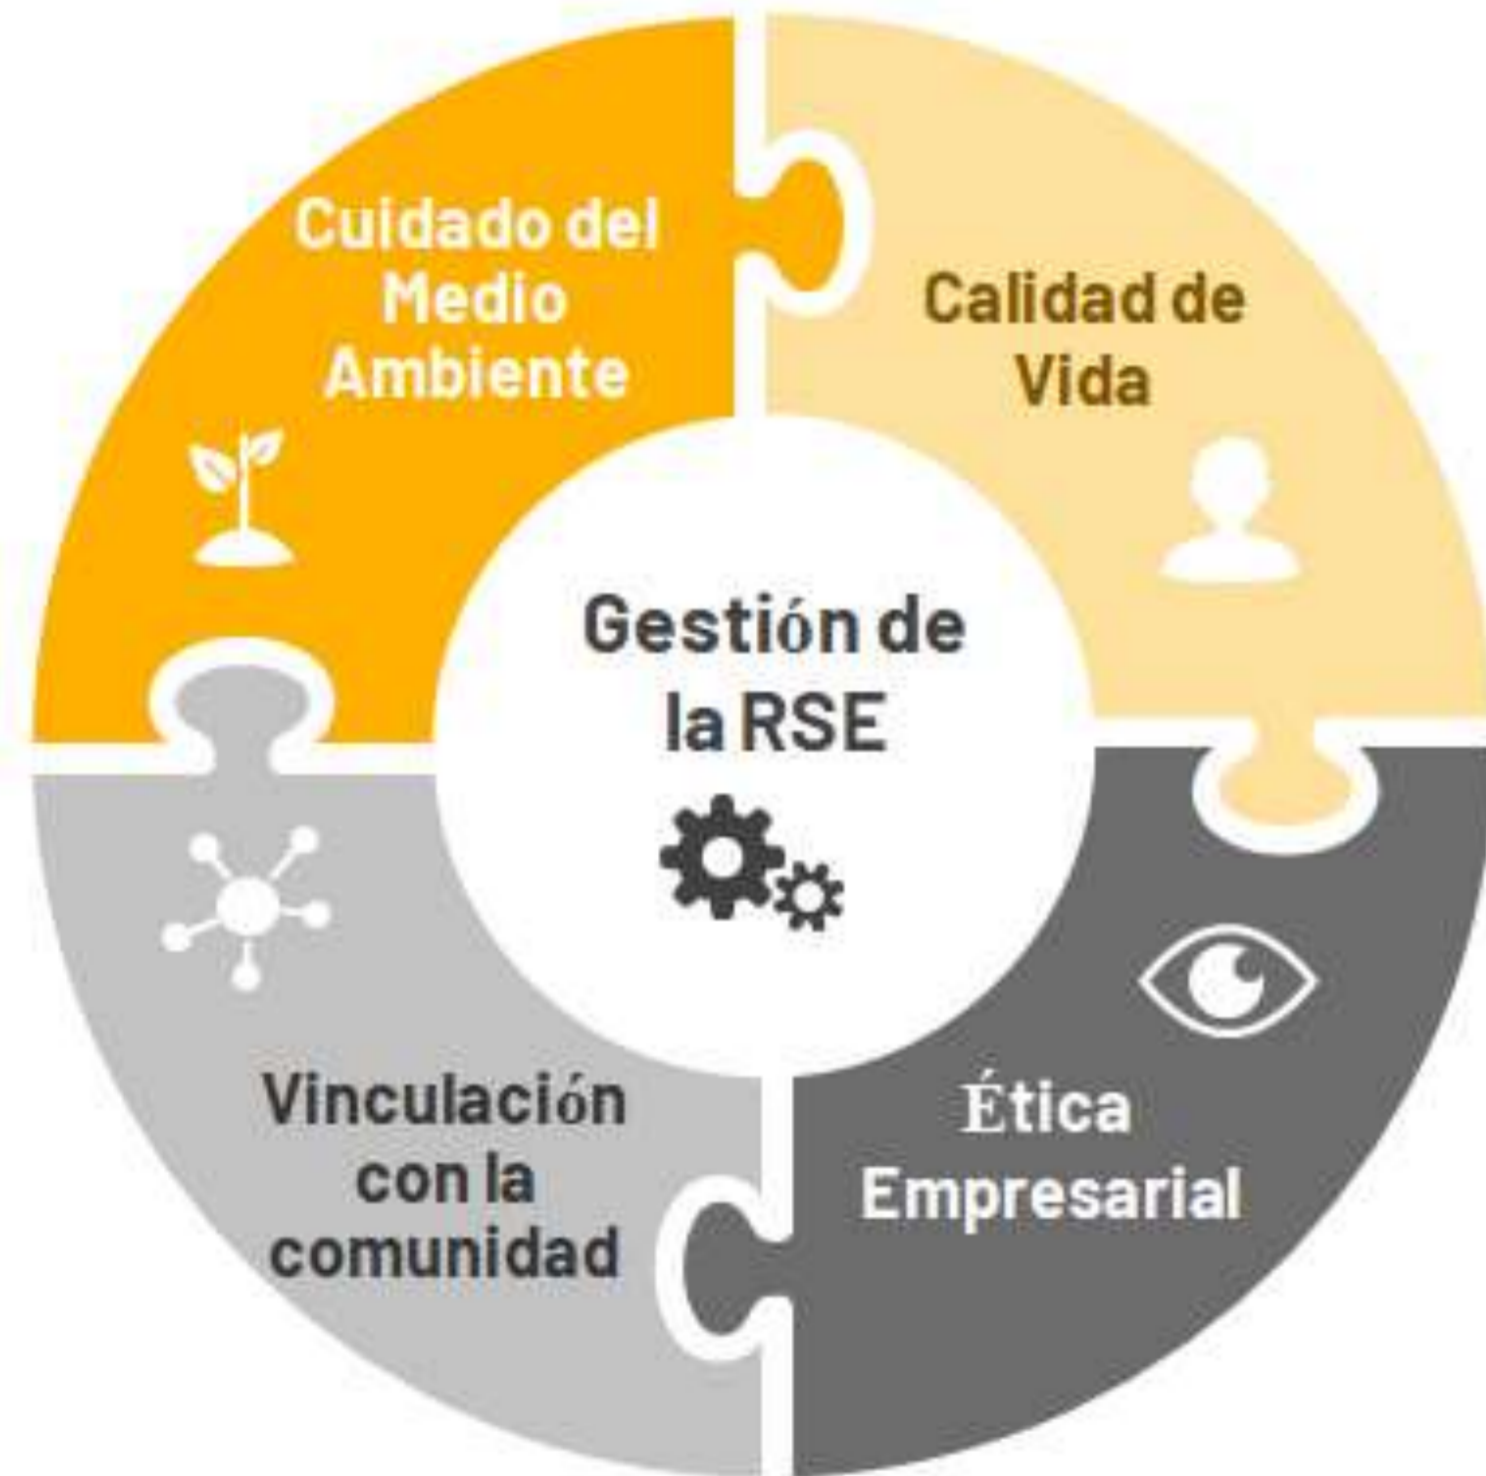 Cuidado del
Medio
Ambiente
Calidad de
Vida
Gestión de
la RSE
Vinculación
con la
comunidad
Ética
Empresarial